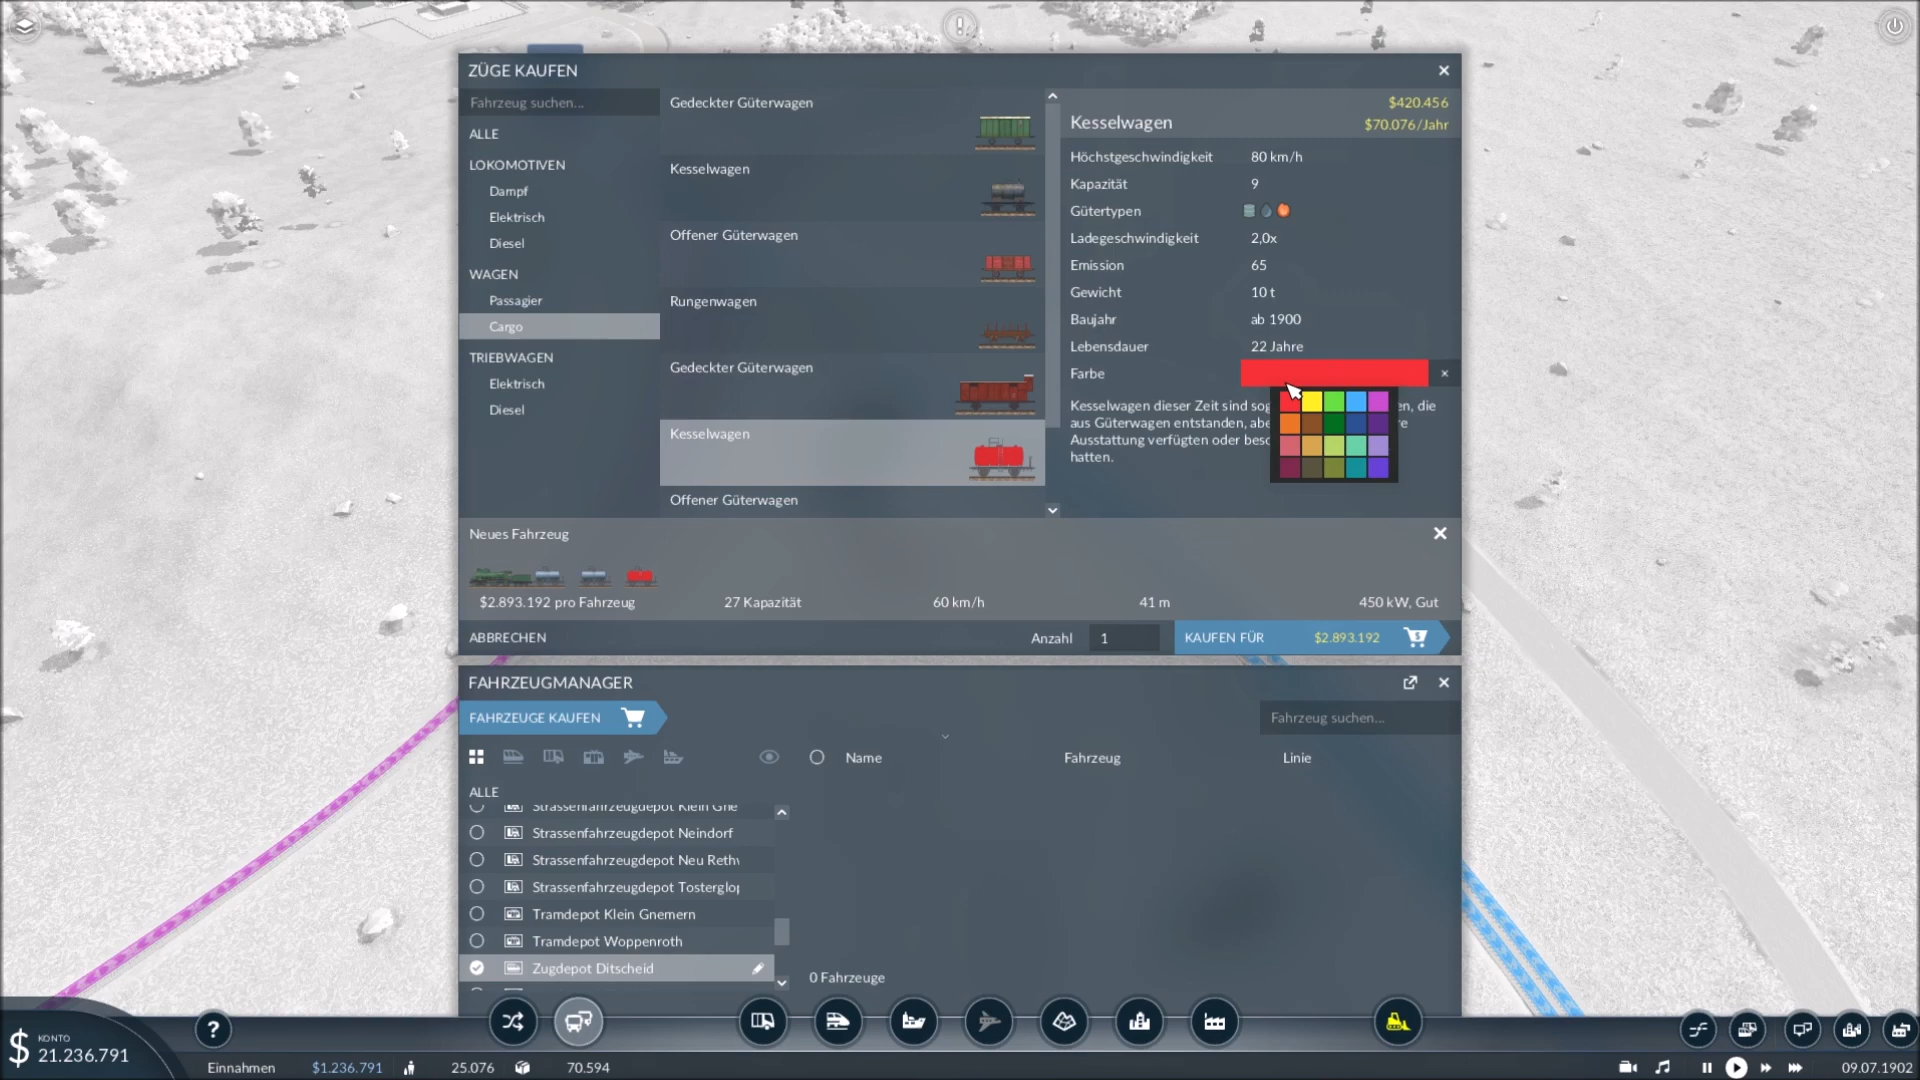 ZÜGE KAUFEN
Fahrzeug suchen...
ALLE
LOKOMOTIVEN
Dampf
Elektrisch
Diesel
WAGEN
Passagier
Cargo
TRIEBWAGEN
Elektrisch
Diesel
Gedeckter Güterwagen
Kesselwagen
Offener Güterwagen
Rungenwagen
Gedeckter Güterwagen
Kesselwagen
Offener Güterwagen
$420.456
Kesselwagen
$70.076/Jahr
Höchstgeschwindigkeit 80 km/h
Kapazität 9
Gütertypen
Ladegeschwindigkeit 2,0x
Emission 65
Gewicht 10 t
Baujahr ab 1900
Lebensdauer 22 Jahre
Farbe
Kesselwagen dieser Zeit sind sog en, die
aus Güterwagen entstanden, abe re
Ausstattung verfügten oder beso
hatten.
Neues Fahrzeug
$2.893.192 pro Fahrzeug 27 Kapazität 60 km/h 41 m 450 kW, Gut
ABBRECHEN Anzahl 1 KAUFEN FÜR $2.893.192
FAHRZEUGMANAGER
FAHRZEUGE KAUFEN
Fahrzeug suchen...
Name Fahrzeug Linie
ALLE
Strassenfahrzeugdepot Klein Gne
Strassenfahrzeugdepot Neindorf
Strassenfahrzeugdepot Neu Reth
Strassenfahrzeugdepot Tosterglo
Tramdepot Klein Gnemern
Tramdepot Woppenroth
Zugdepot Ditscheid
0 Fahrzeuge
KONTO
$ 21.236.791
?
Einnahmen $1.236.791 25.076 70.594 09.07.1902